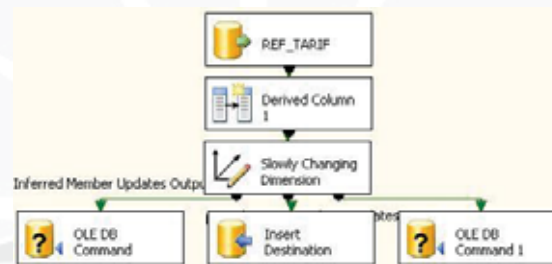 REF_TARIF
Derived Column
1
Slowly Changing
Dimension
Inferred Member Updates Outpu
OLE DB
Command
Insert
Destination
OLE DB
Command 1